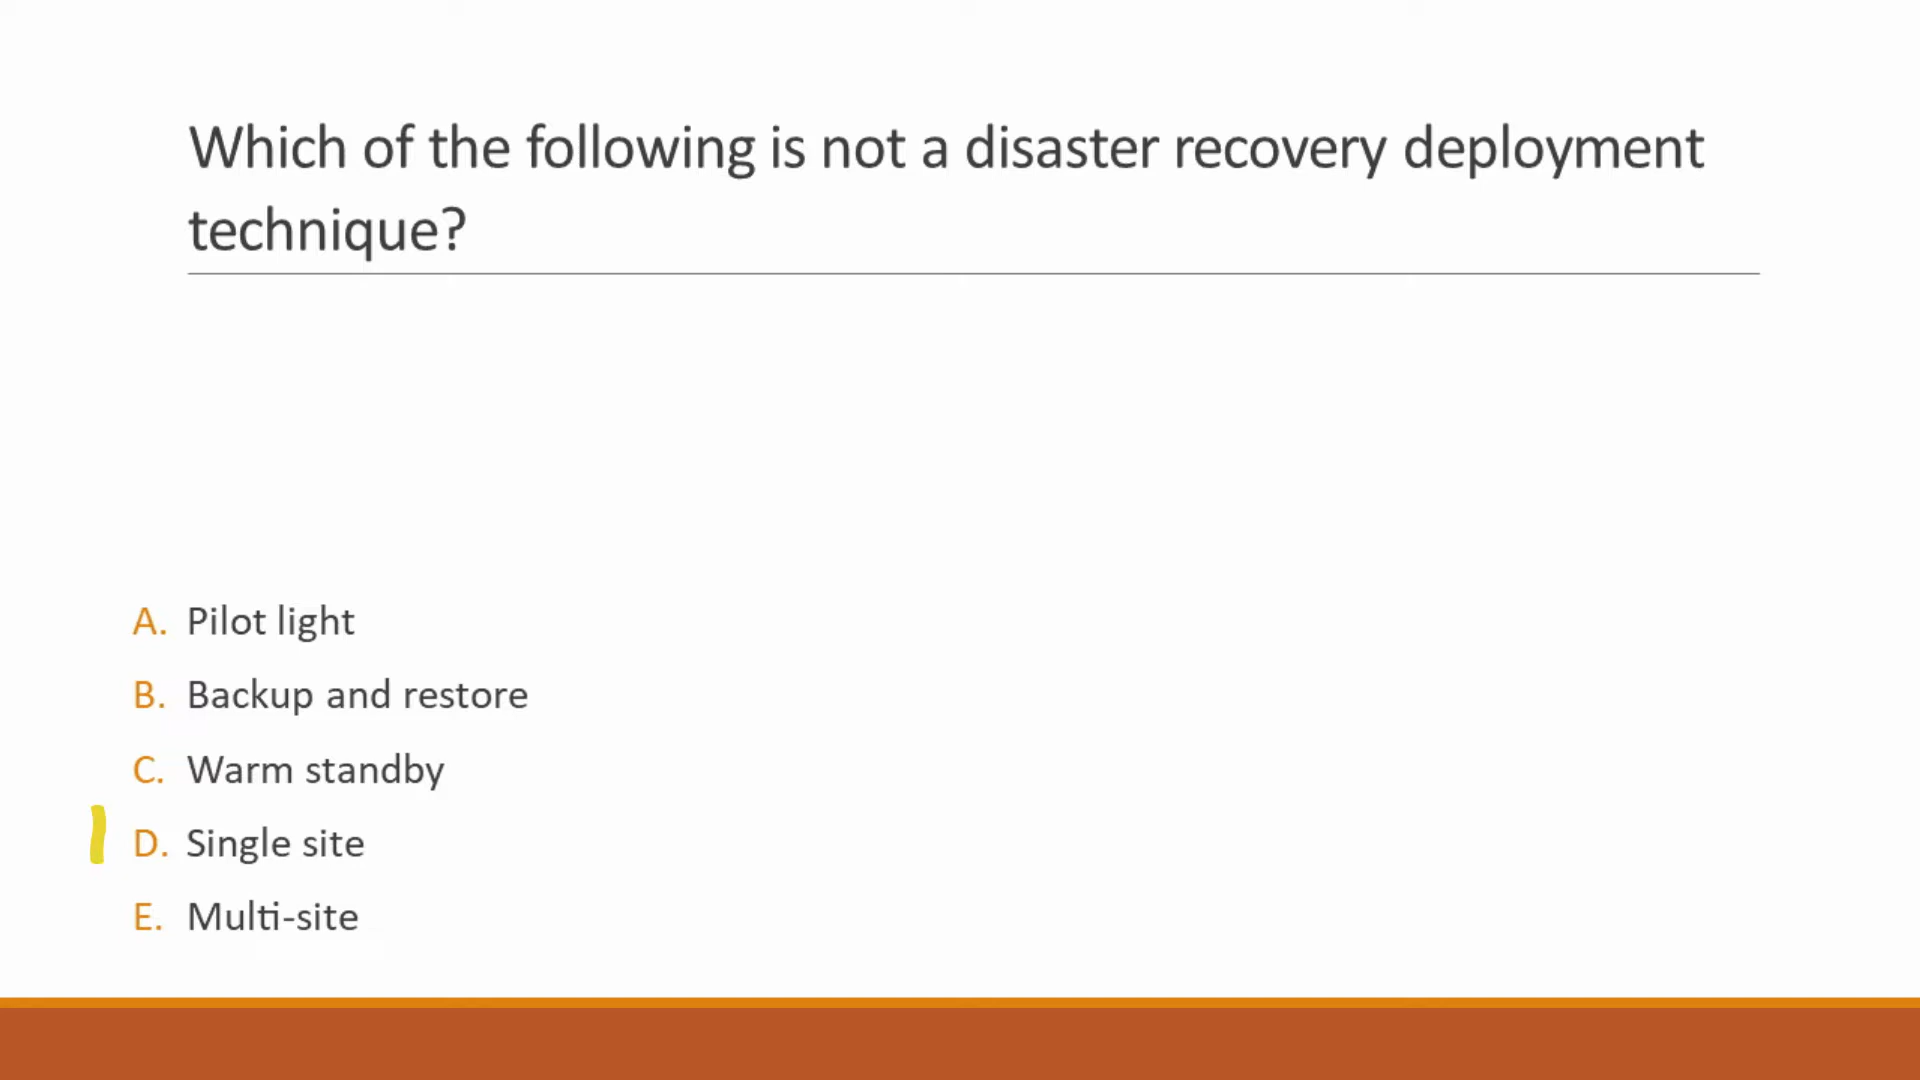 Which of the following is not a disaster recovery deployment
technique?
A. Pilot light
B. Backup and restore
C. Warm standby
D. Single site
E. Multi-site